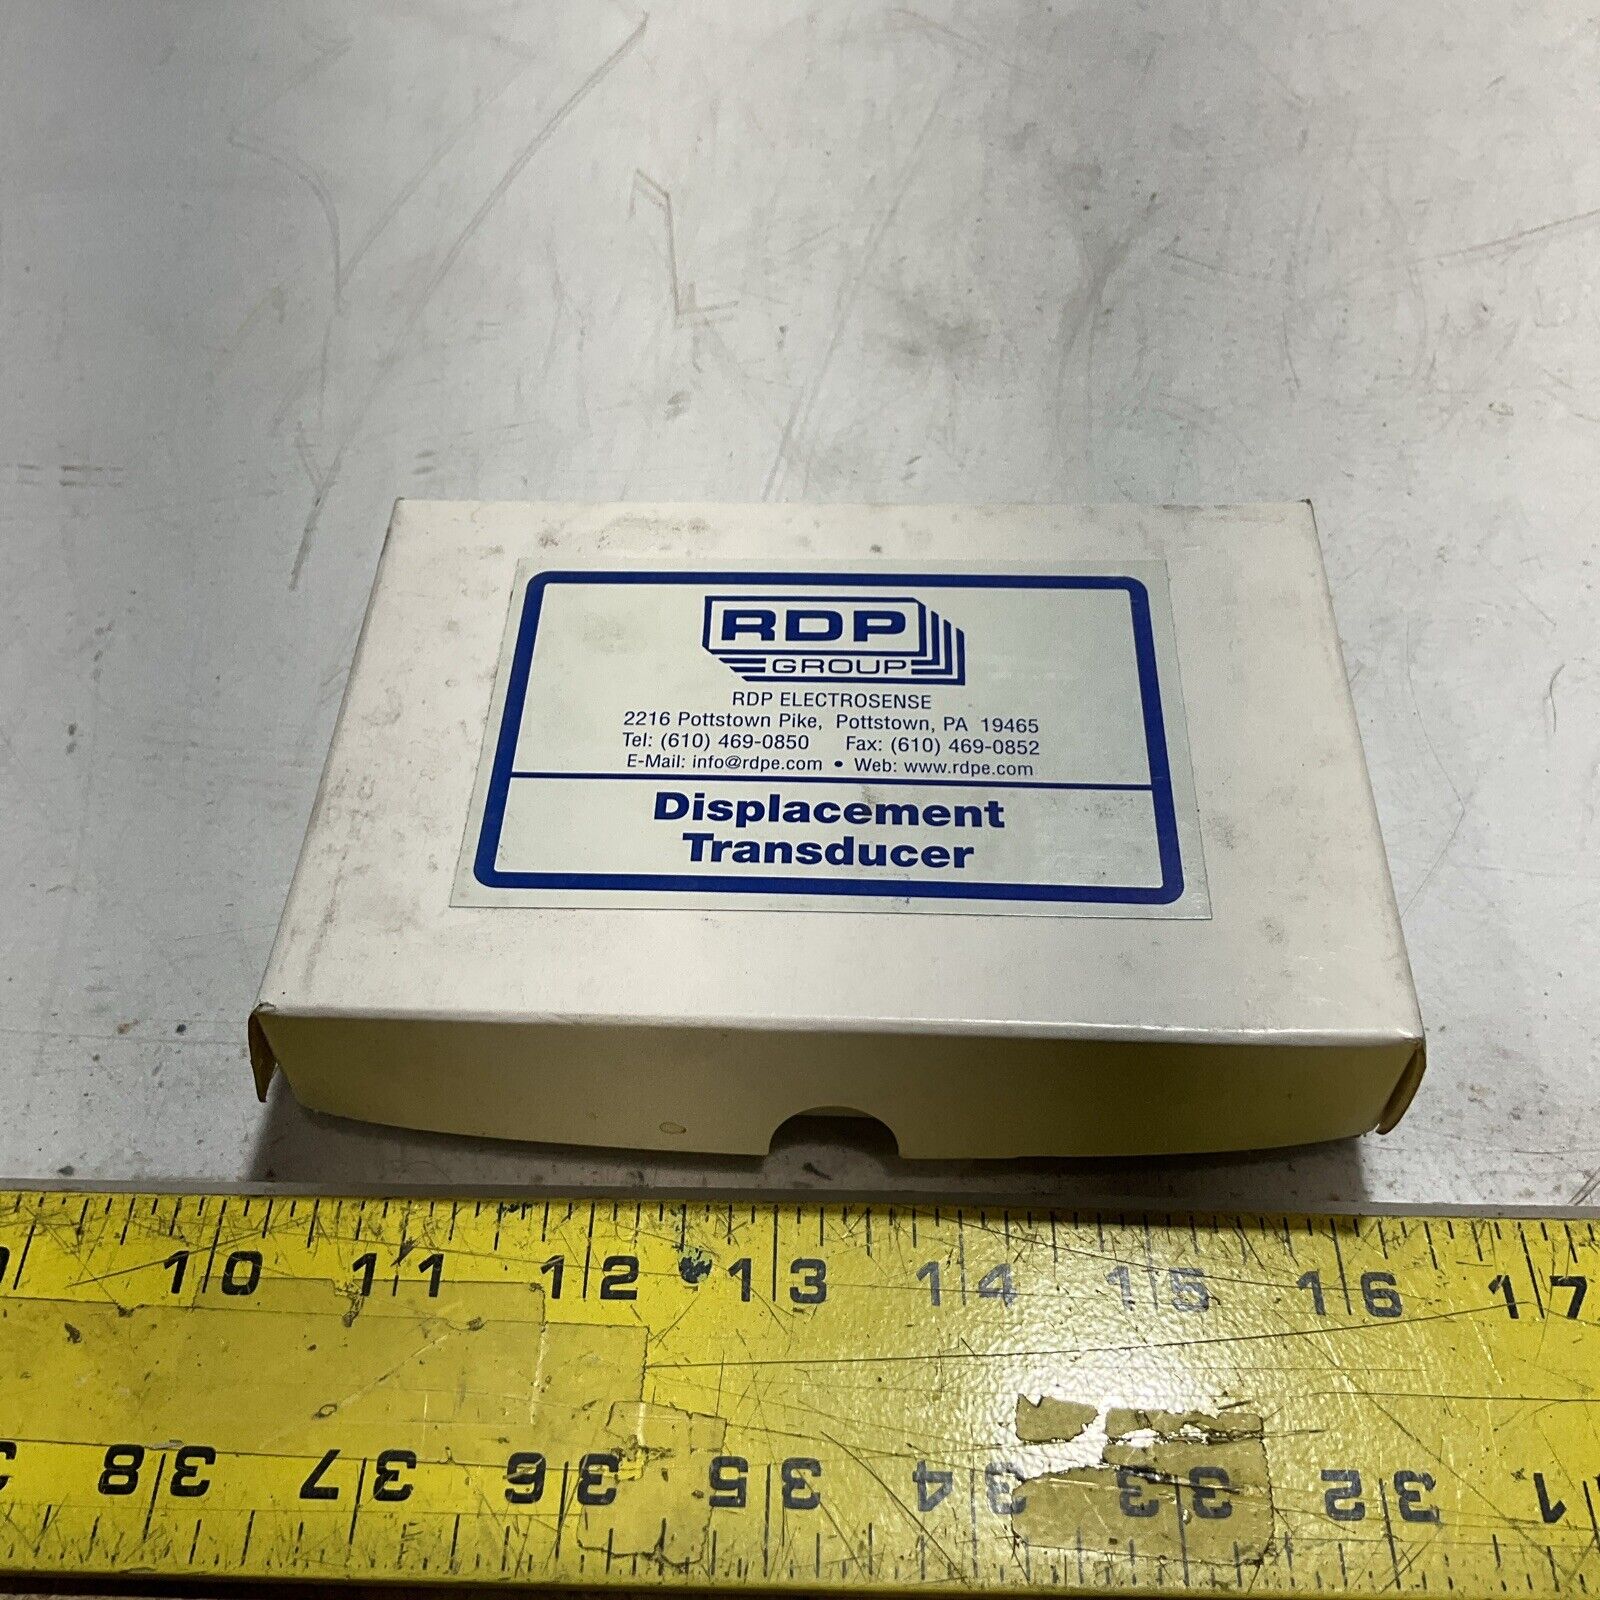 RDP
GROUP
RDP ELECTROSENSE
2216 Pottstown Pike, Pottstown, PA 19465
Tel: (610) 469-0850 Fax: (610) 469-0852
E-Mail: info@rdpe.com • Web: www.rdpe.com
Displacement
Transducer
9 10 11 12 13 14 15 16 17
38 37 36 35 34 33 32 31